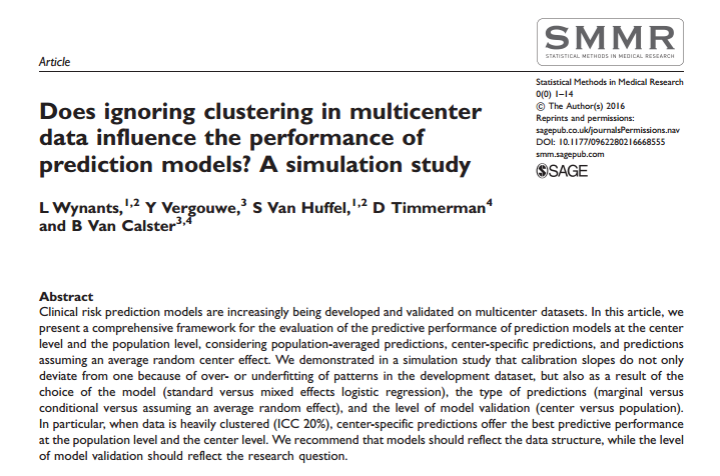 SMMR
STATISTICAL METHODS IN MEDICAL RESEARCH
Article
Statistical Methods in Medical Research
0(0) 1–14
© The Author(s) 2016
Reprints and permissions:
sagepub.co.uk/journalsPermissions.nav
DOI: 10.1177/0962280216668555
smm.sagepub.com
SAGE
Does ignoring clustering in multicenter
data influence the performance of
prediction models? A simulation study
L Wynants,1,2 Y Vergouwe,3 S Van Huffel,1,2 D Timmerman4
and B Van Calster3,4
Abstract
Clinical risk prediction models are increasingly being developed and validated on multicenter datasets. In this article, we
present a comprehensive framework for the evaluation of the predictive performance of prediction models at the center
level and the population level, considering population-averaged predictions, center-specific predictions, and predictions
assuming an average random center effect. We demonstrated in a simulation study that calibration slopes do not only
deviate from one because of over- or underfitting of patterns in the development dataset, but also as a result of the
choice of the model (standard versus mixed effects logistic regression), the type of predictions (marginal versus
conditional versus assuming an average random effect), and the level of model validation (center versus population).
In particular, when data is heavily clustered (ICC 20%), center-specific predictions offer the best predictive performance
at the population level and the center level. We recommend that models should reflect the data structure, while the level
of model validation should reflect the research question.